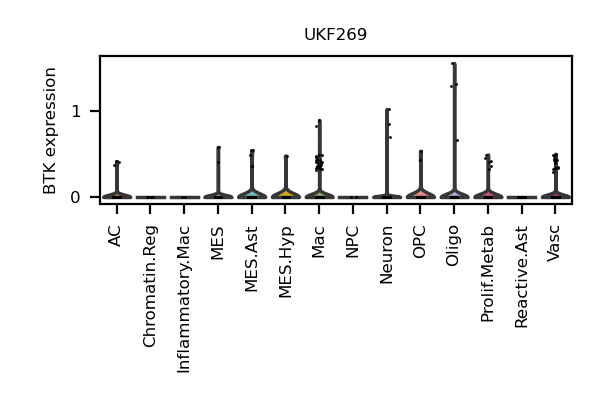 UKF269
BTK expression
1
0
AC
Chromatin.Reg
Inflammatory.Mac
MES
MES.Ast
MES.Hyp
Mac
NPC
Neuron
OPC
Oligo
Prolif.Metab
Reactive.Ast
Vasc